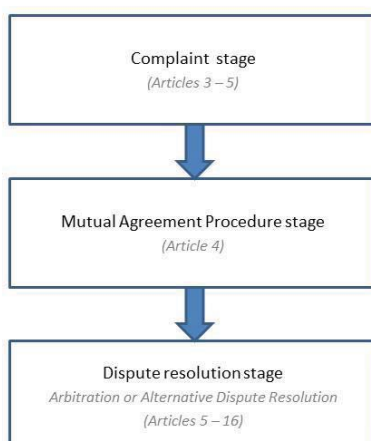 Complaint stage
(Articles 3 – 5)
Mutual Agreement Procedure stage
(Article 4)
Dispute resolution stage
Arbitration or Alternative Dispute Resolution
(Articles 5 – 16)